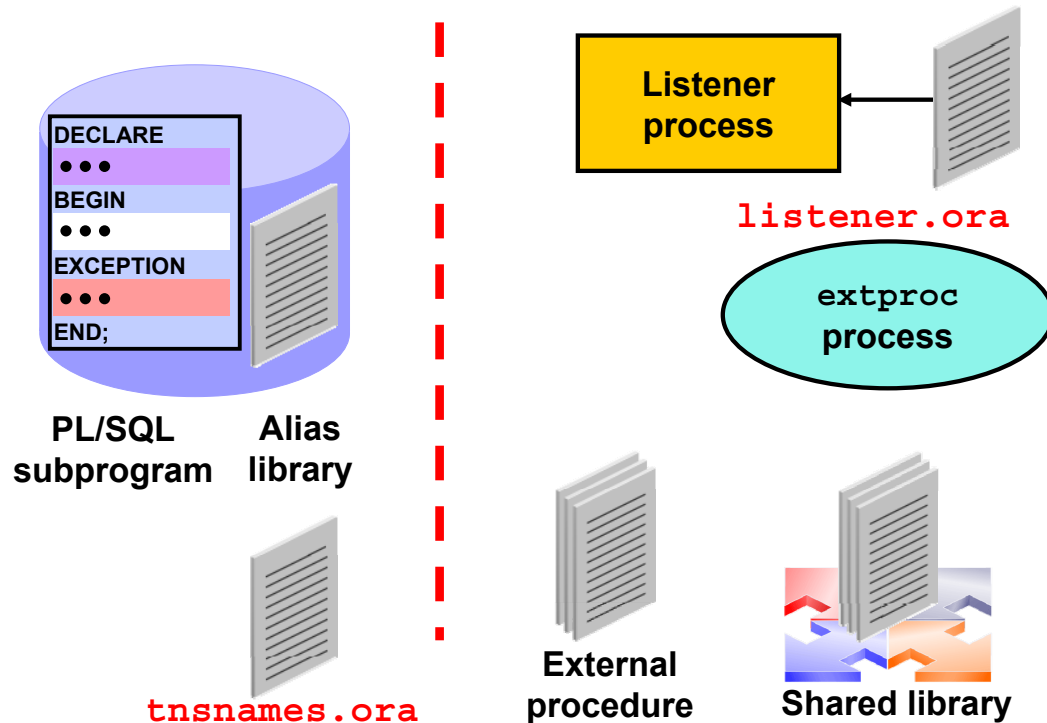 DECLARE
•••
BEGIN
•••
EXCEPTION
•••
END;
PL/SQL
subprogram
Alias
library
tnsnames.ora
Listener
process
listener.ora
extproc
process
External
procedure
Shared library